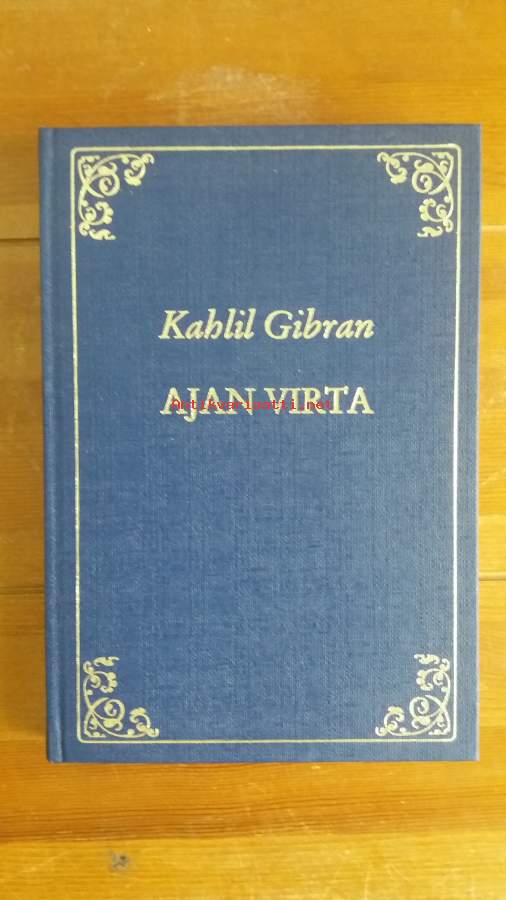 Kahlil Gibran
AJAN VIRTA
Antikvariaatti.net